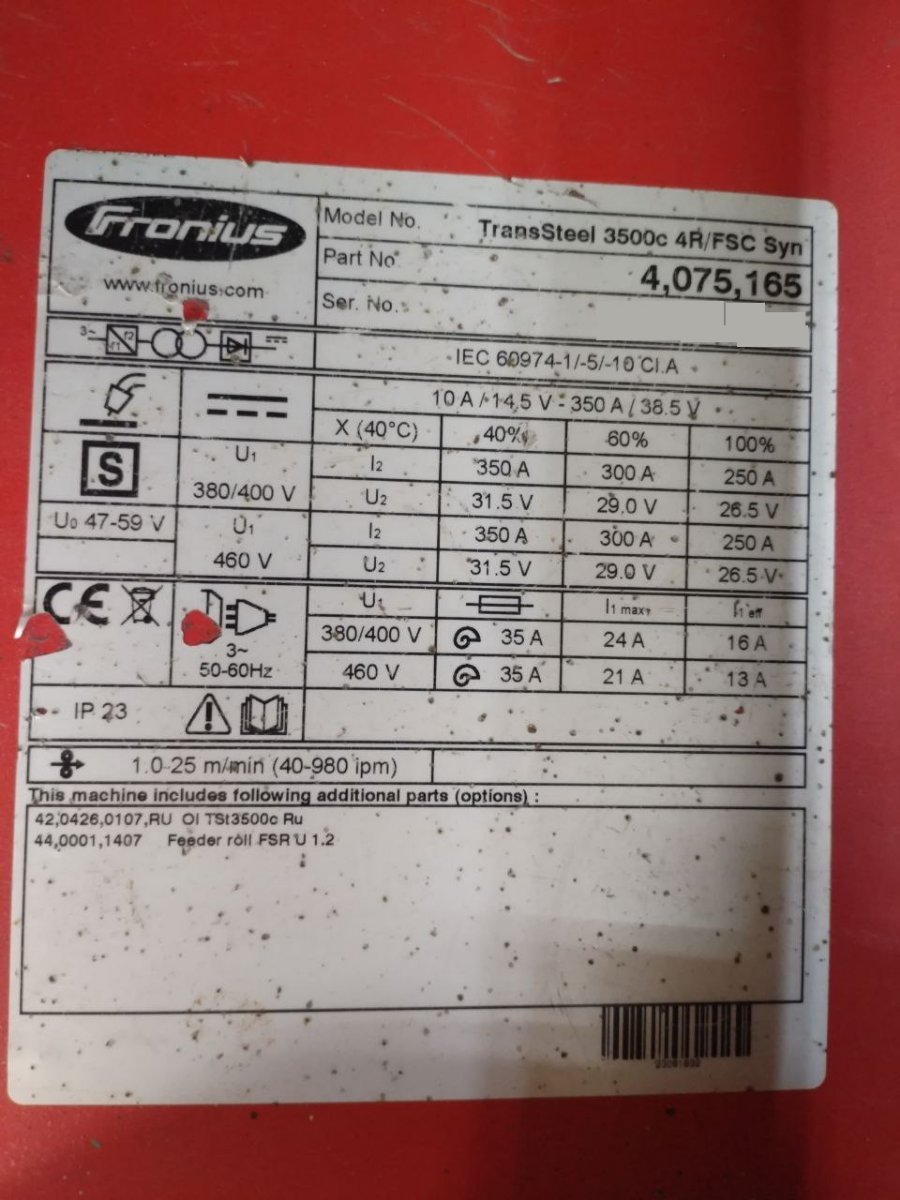 Fronius
www.fronius.com
Model No. TransSteel 3500c 4R/FSC Syn
Part No 4,075,165
Ser. No.
3~ f1 f2
IEC 60974-1/-5/-10 Cl.A
10 A / 14.5 V - 350 A / 38.5 V
X (40°C) 40% 60% 100%
S
U1 380/400 V
I2 350 A 300 A 250 A
U2 31.5 V 29.0 V 26.5 V
U0 47-59 V
U1 460 V
I2 350 A 300 A 250 A
U2 31.5 V 29.0 V 26.5 V
CE
3~
50-60Hz
U1 I1 max I1 eff
380/400 V 35 A 24 A 16 A
460 V 35 A 21 A 13 A
IP 23
1.0-25 m/min (40-980 ipm)
This machine includes following additional parts (options) :
42,0426,0107,RU OI TSt3500c Ru
44,0001,1407 Feeder roll FSR U 1.2